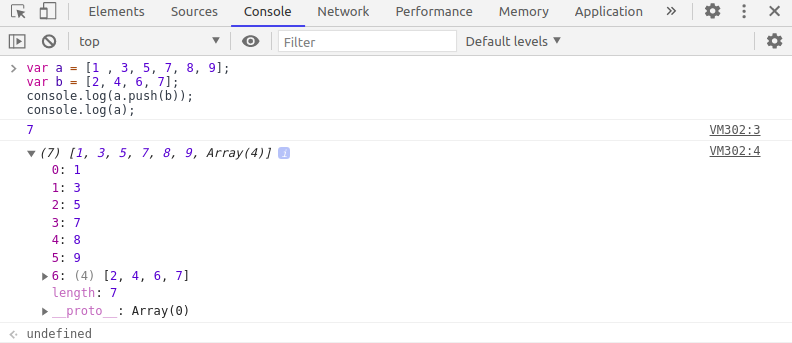 Elements Sources Console Network Performance Memory Application »
top Filter Default levels
var a = [1 , 3, 5, 7, 8, 9];
var b = [2, 4, 6, 7];
console.log(a.push(b));
console.log(a);
7 VM302:3
(7) [1, 3, 5, 7, 8, 9, Array(4)] i VM302:4
0: 1
1: 3
2: 5
3: 7
4: 8
5: 9
6: (4) [2, 4, 6, 7]
length: 7
__proto__: Array(0)
undefined